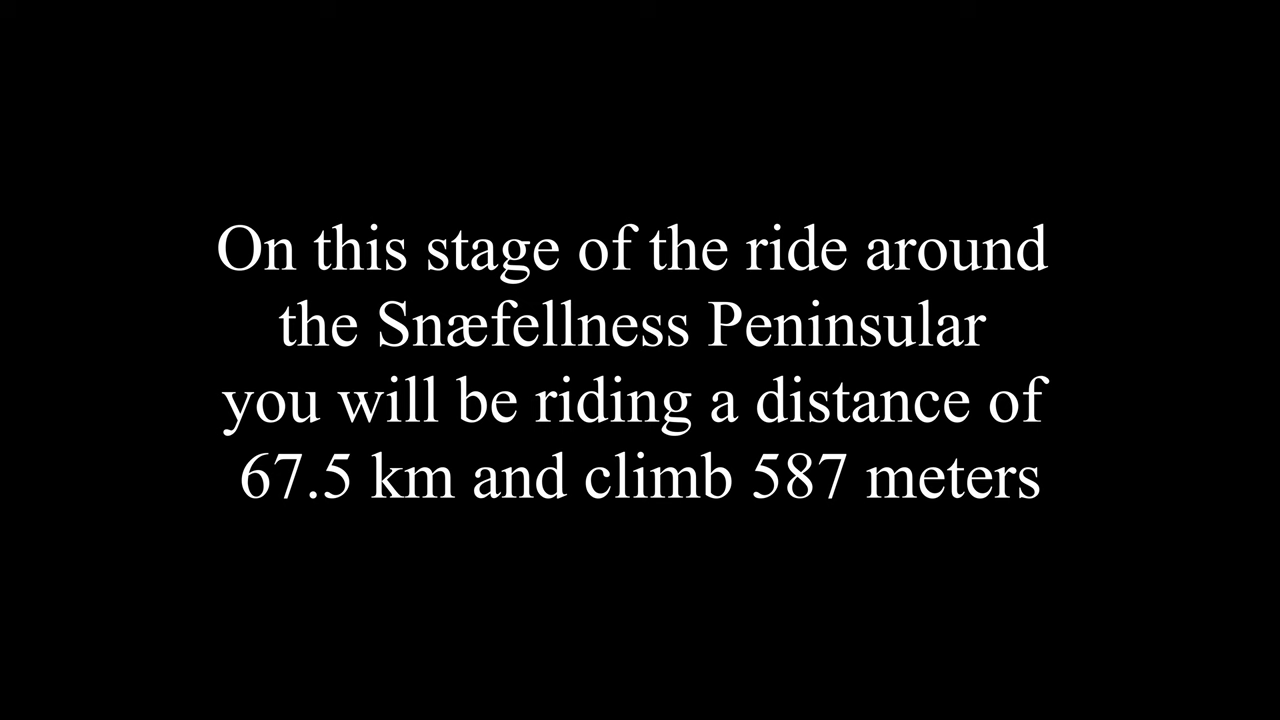 On this stage of the ride around
the Snæfellness Peninsular
you will be riding a distance of
67.5 km and climb 587 meters